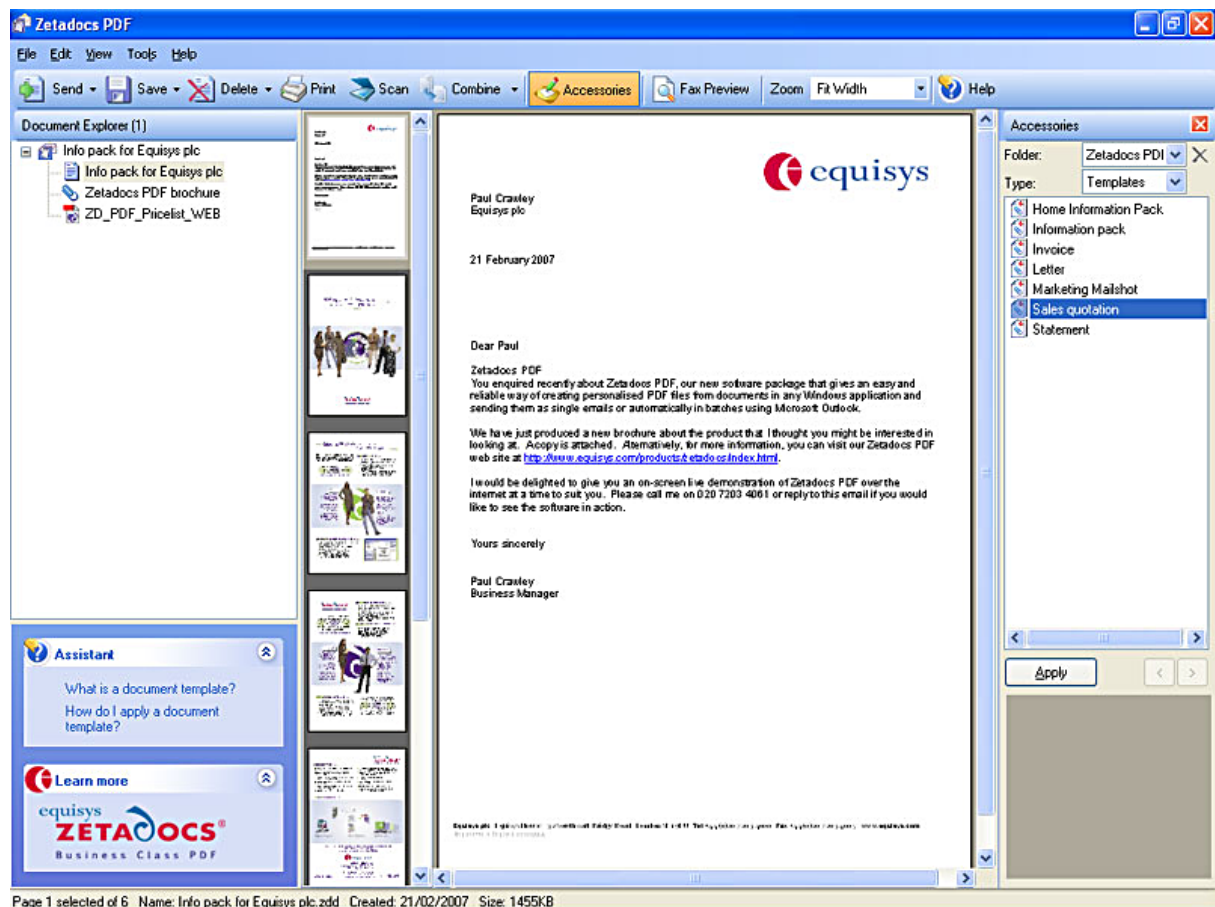 Zetadocs PDF
File Edit View Tools Help
Send Save Delete Print Scan Combine Accessories Fax Preview Zoom Fit Width Help
Document Explorer (1)
Info pack for Equisys plc
Info pack for Equisys plc
Zetadocs PDF brochure
ZD_PDF_Pricelist_WEB
Assistant
What is a document template?
How do I apply a document
template?
Learn more
equisys
ZETADOCS®
Business Class PDF
equisys
Paul Crawley
Equisys plc
21 February 2007
Dear Paul
Zetadocs PDF
You enquired recently about Zetadocs PDF, our new software package that gives an easy and
reliable way of creating personalised PDF files from documents in any Windows application and
sending them as single emails or automatically in batches using Microsoft Outlook.
We have just produced a new brochure about the product that I thought you might be interested in
looking at. A copy is attached. Alternatively, for more information, you can visit our Zetadocs PDF
web site at http://www.equisys.com/products/zetadocs/index.html.
I would be delighted to give you an on-screen live demonstration of Zetadocs PDF over the
internet at a time to suit you. Please call me on 020 7203 4061 or reply to this email if you would
like to see the software in action.
Yours sincerely
Paul Crawley
Business Manager
Accessories
Folder: Zetadocs PDI
Type: Templates
Home Information Pack
Information pack
Invoice
Letter
Marketing Mailshot
Sales quotation
Statement
Apply
Page 1 selected of 6 Name: Info pack for Equisys plc.zdd Created: 21/02/2007 Size: 1455KB